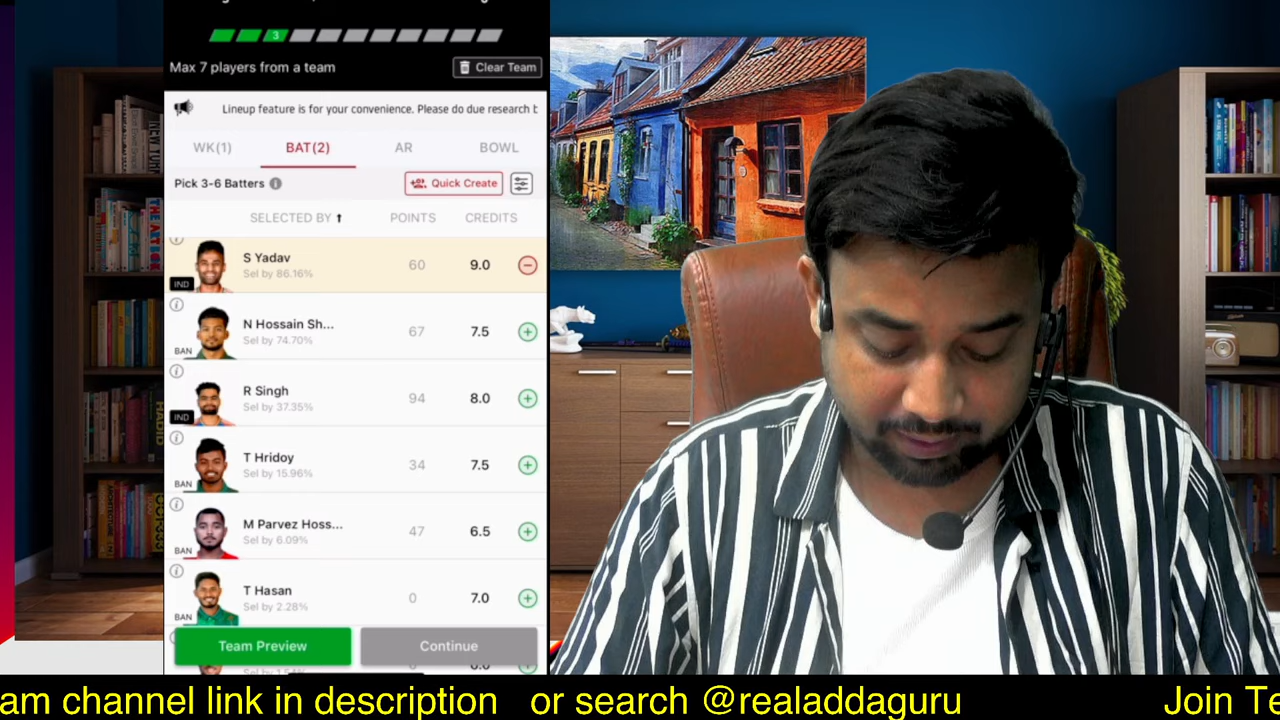 3
Max 7 players from a team
Clear Team
Lineup feature is for your convenience. Please do due research b
WK(1) BAT(2) AR BOWL
Pick 3-6 Batters
Quick Create
SELECTED BY POINTS CREDITS
S Yadav
Sel by 86.16%
60 9.0
IND
N Hossain Sh...
Sel by 74.70%
67 7.5
BAN
R Singh
Sel by 37.35%
94 8.0
IND
T Hridoy
Sel by 15.96%
34 7.5
BAN
M Parvez Hoss...
Sel by 6.09%
47 6.5
BAN
T Hasan
Sel by 2.28%
0 7.0
BAN
Team Preview
Continue
am channel link in description or search @realaddaguru Join Te